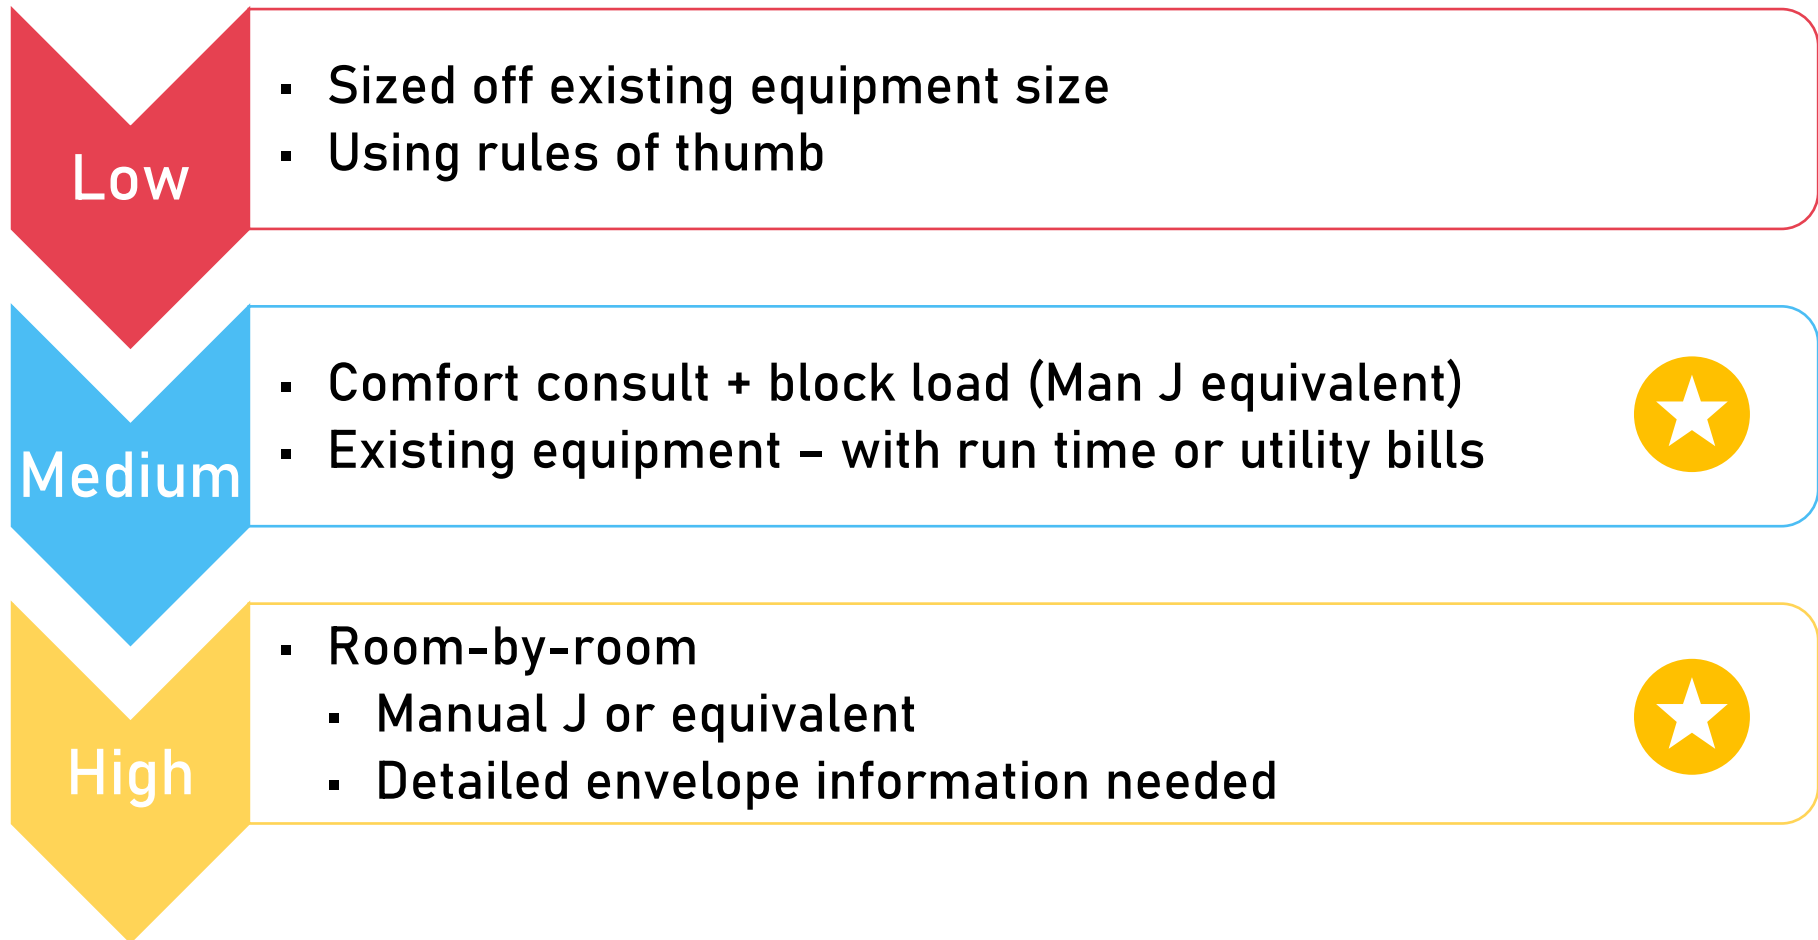 Low
▪ Sized off existing equipment size
▪ Using rules of thumb
Medium
▪ Comfort consult + block load (Man J equivalent)
▪ Existing equipment – with run time or utility bills
High
▪ Room-by-room
▪ Manual J or equivalent
▪ Detailed envelope information needed